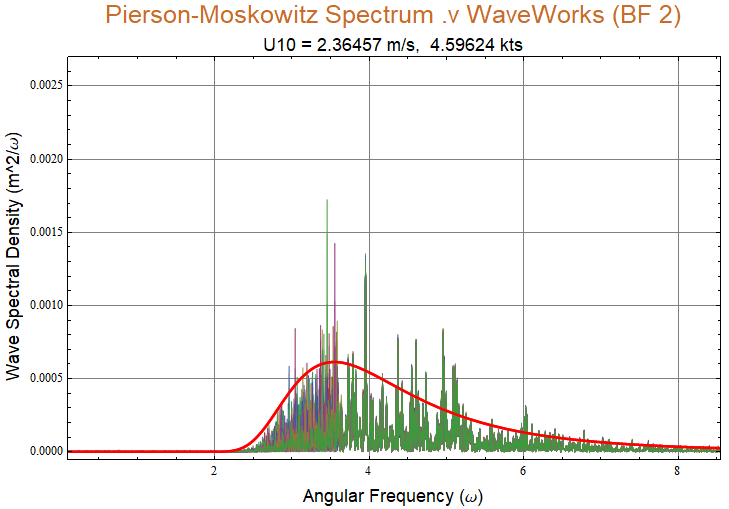 Pierson-Moskowitz Spectrum .v WaveWorks (BF 2)
U10 = 2.36457 m/s, 4.59624 kts
Wave Spectral Density (m^2/ω)
0.0025
0.0020
0.0015
0.0010
0.0005
0.0000
2 4 6 8
Angular Frequency (ω)